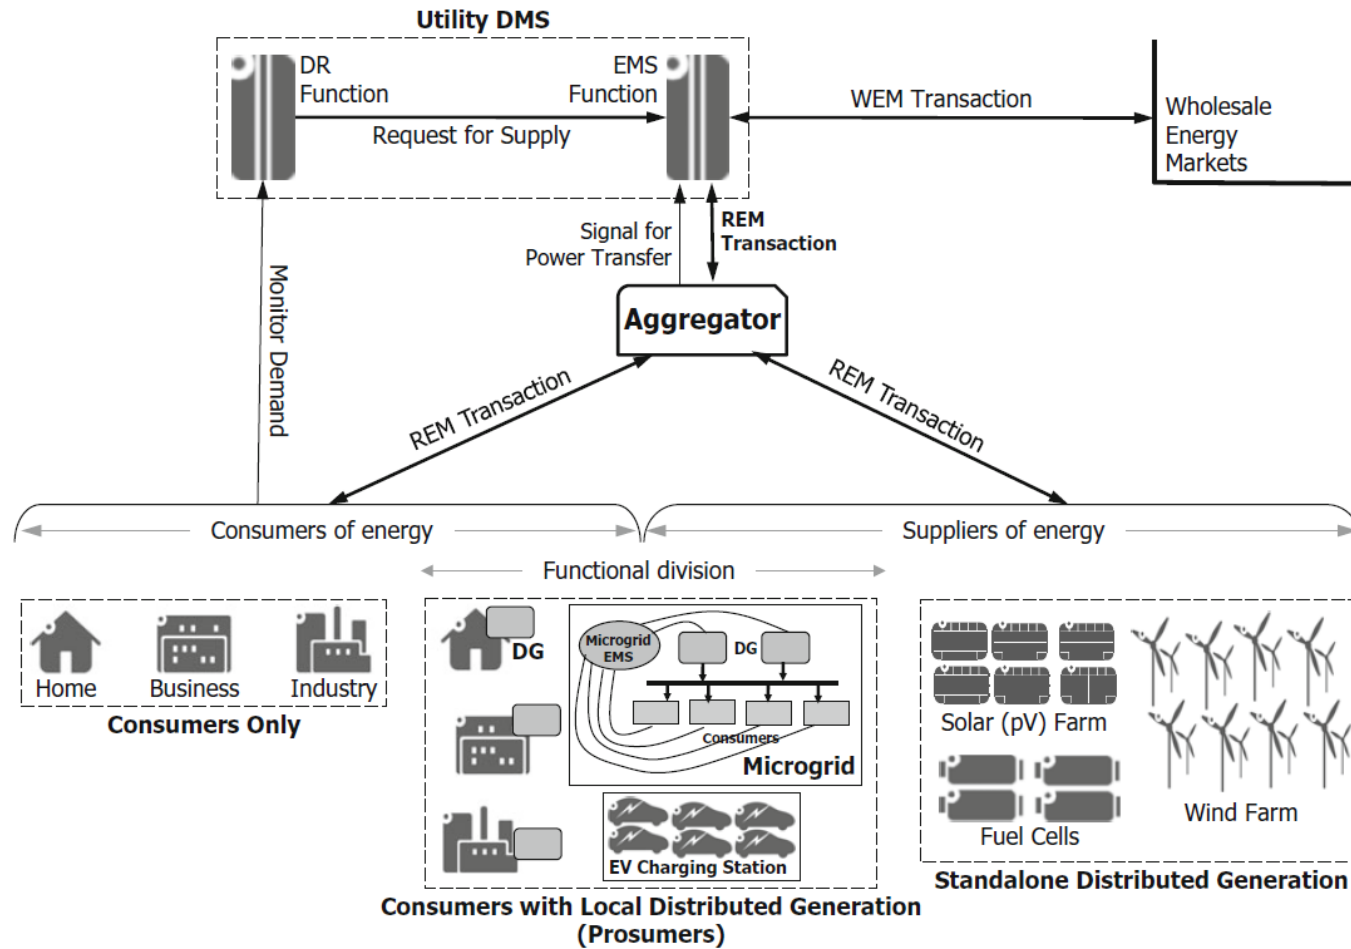 Utility DMS
DR
Function
EMS
Function
Request for Supply
WEM Transaction
Wholesale
Energy
Markets
Signal for
Power Transfer
REM
Transaction
Monitor Demand
Aggregator
REM Transaction
REM Transaction
Consumers of energy
Suppliers of energy
Functional division
Home
Business
Industry
Consumers Only
DG
Microgrid
EMS
DG
Consumers
Microgrid
EV Charging Station
Consumers with Local Distributed Generation
(Prosumers)
Solar (pV) Farm
Fuel Cells
Wind Farm
Standalone Distributed Generation